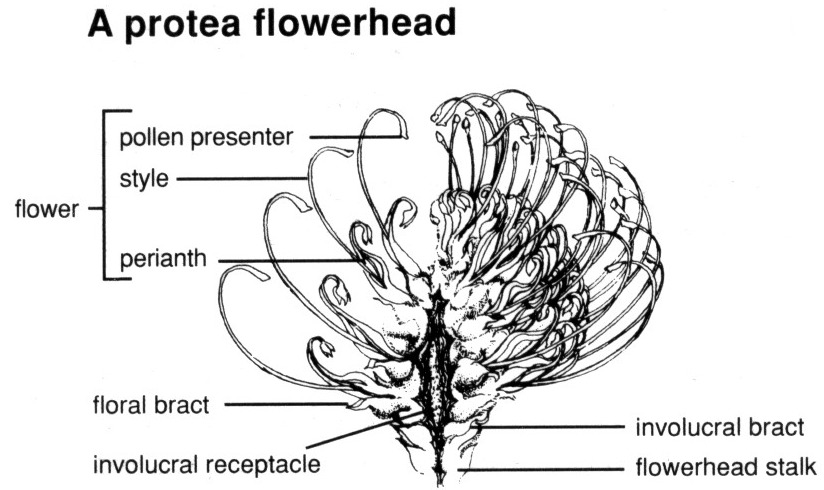 A protea flowerhead
pollen presenter
style
flower
perianth
floral bract
involucral receptacle
involucral bract
flowerhead stalk